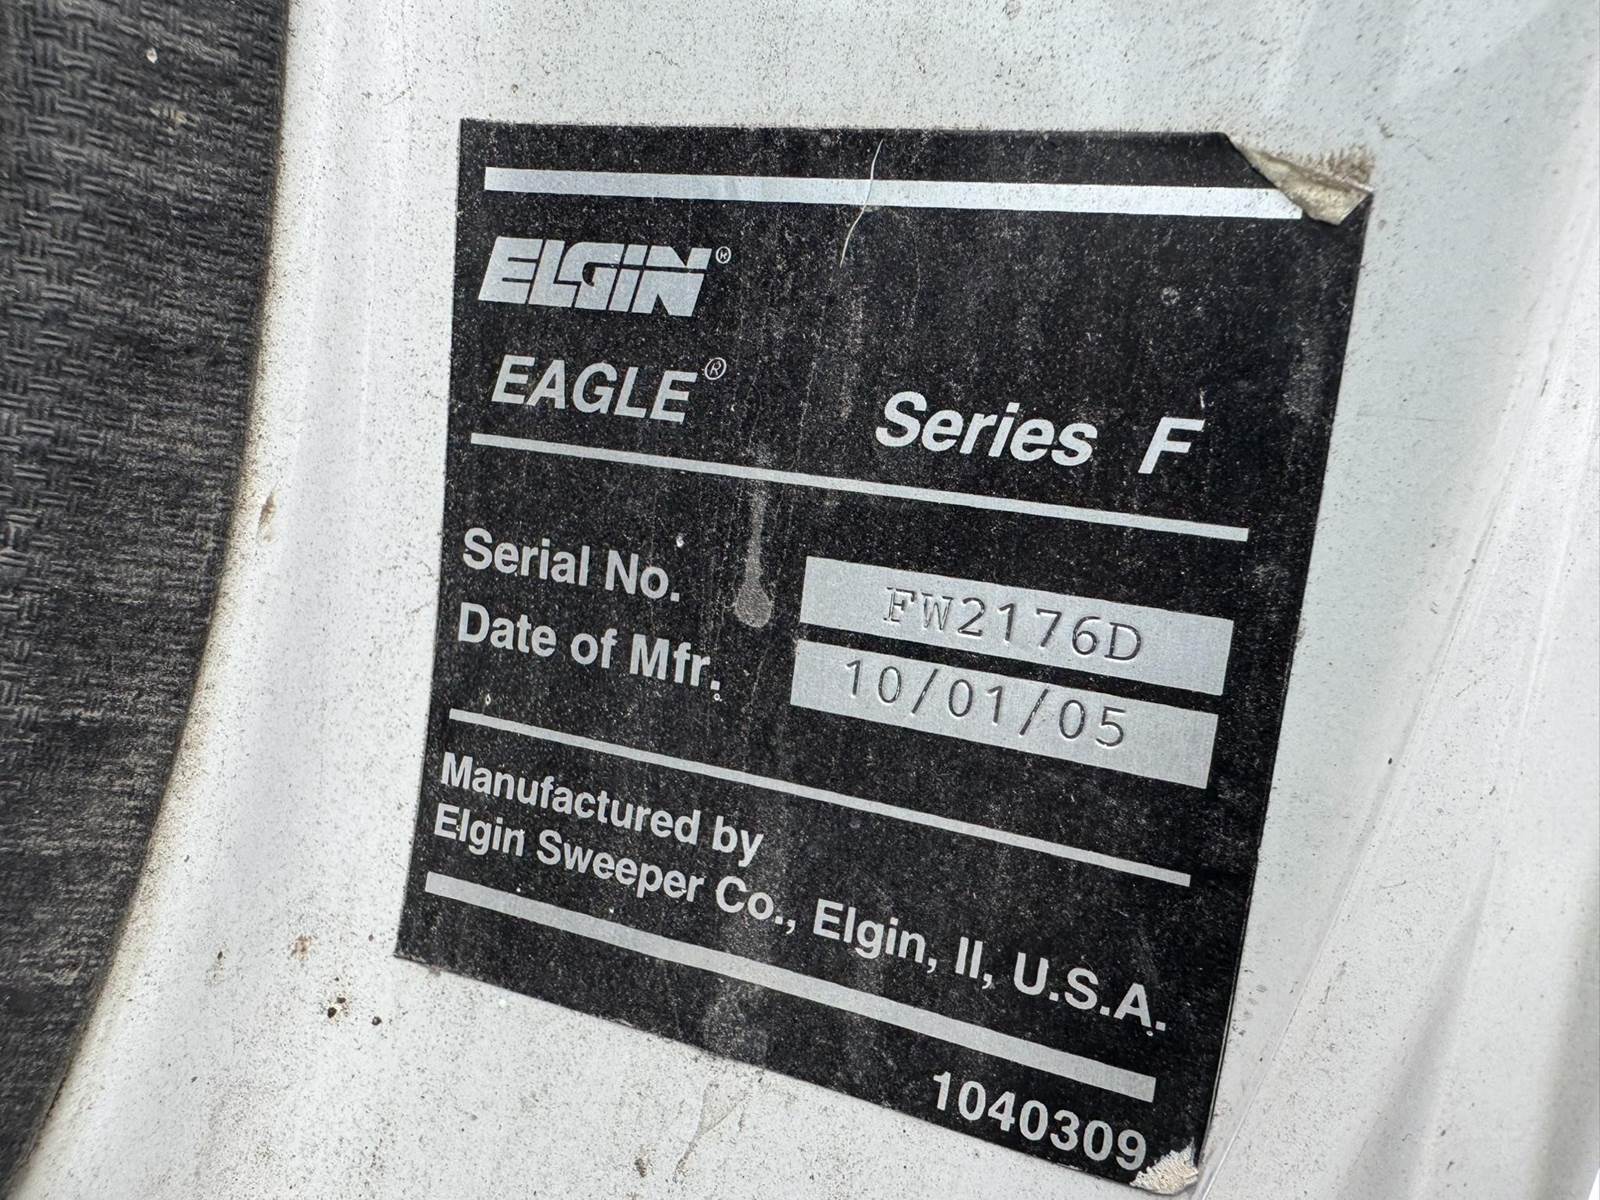 ELGIN®
EAGLE® Series F
Serial No. FW2176D
Date of Mfr. 10/01/05
Manufactured by
Elgin Sweeper Co., Elgin, Il, U.S.A.
1040309